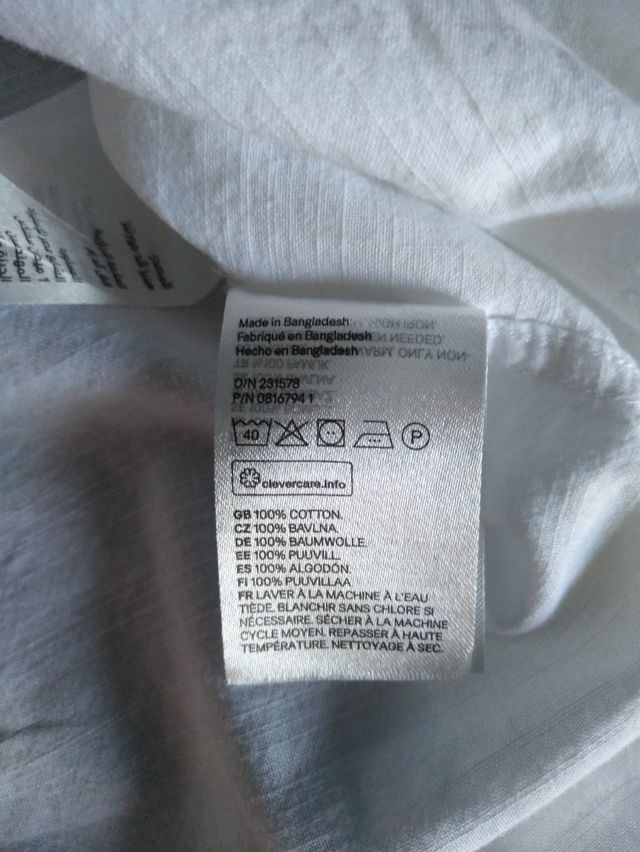 Made in Bangladesh
Fabriqué en Bangladesh
Hecho en Bangladesh
O/N 231578
P/N 0816794 1
40
P
clevercare.info
GB 100% COTTON.
CZ 100% BAVLNA.
DE 100% BAUMWOLLE.
EE 100% PUUVILL.
ES 100% ALGODÓN.
FI 100% PUUVILLAA.
FR LAVER À LA MACHINE À L'EAU
TIÈDE. BLANCHIR SANS CHLORE SI
NÉCESSAIRE. SÉCHER À LA MACHINE
CYCLE MOYEN. REPASSER À HAUTE
TEMPÉRATURE. NETTOYAGE À SEC.